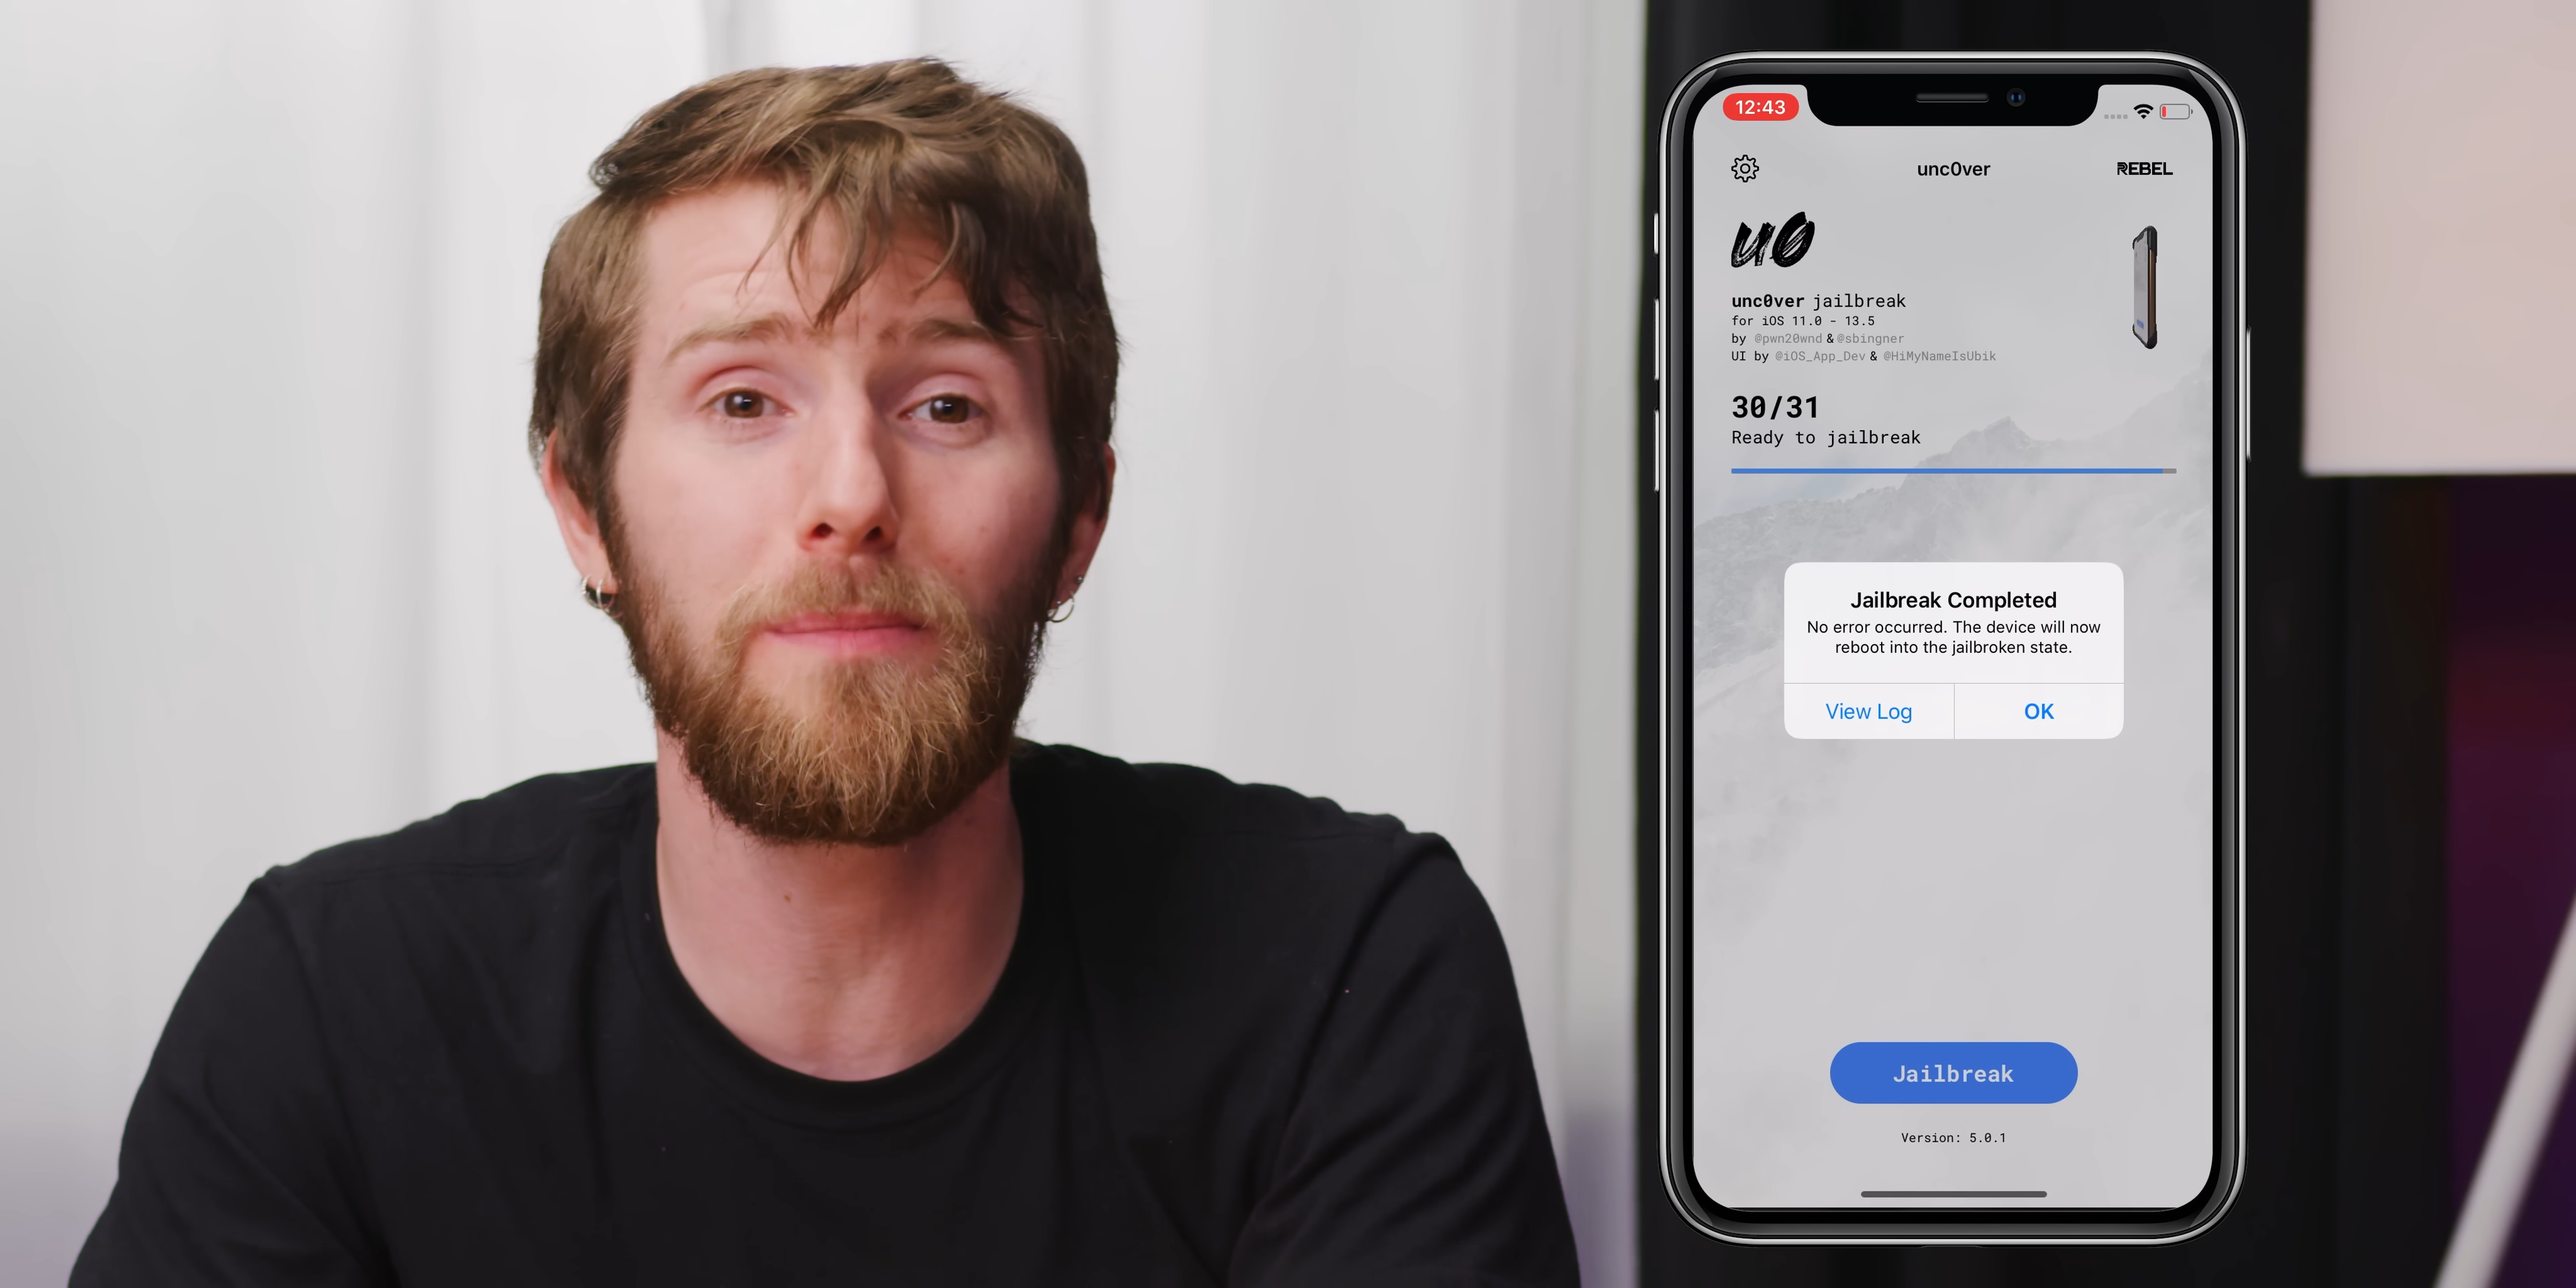 12:43
unc0ver
REBEL
u0
unc0ver jailbreak
for iOS 11.0 - 13.5
by @pwn20wnd & @sbingner
UI by @iOS_App_Dev & @HiMyNameIsUbik
30/31
Ready to jailbreak
Jailbreak Completed
No error occurred. The device will now
reboot into the jailbroken state.
View Log
OK
Jailbreak
Version: 5.0.1